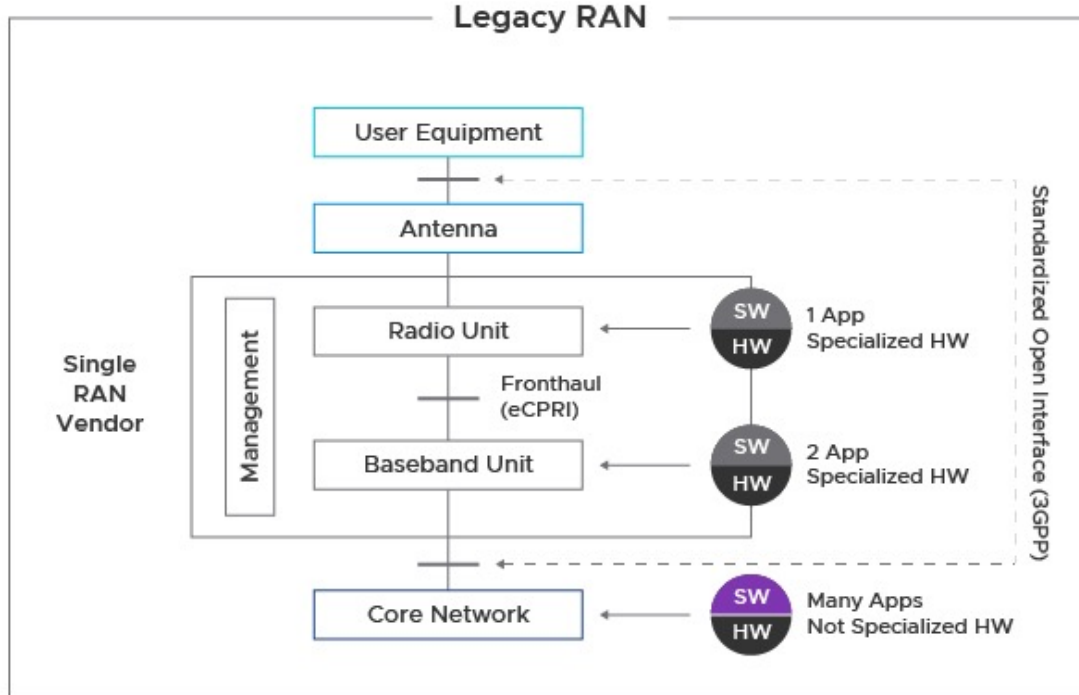 Legacy RAN
User Equipment
Antenna
Standardized Open Interface (3GPP)
Single
RAN
Vendor
Management
Radio Unit
SW
HW
1 App
Specialized HW
Fronthaul
(eCPRI)
Baseband Unit
SW
HW
2 App
Specialized HW
Core Network
SW
HW
Many Apps
Not Specialized HW